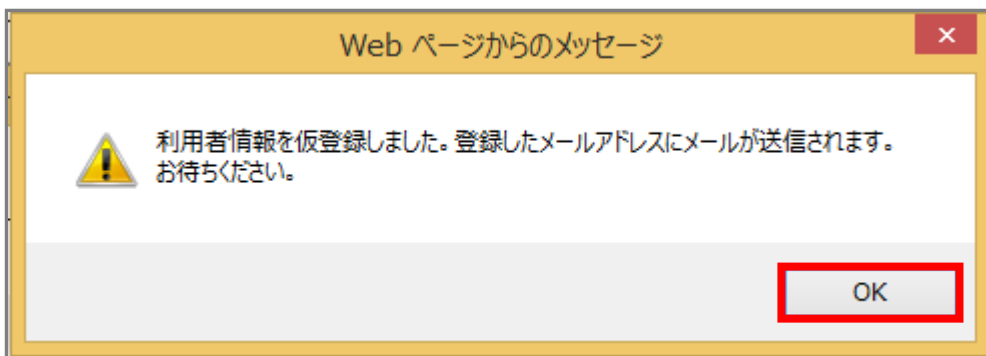 Web ページからのメッセージ
利用者情報を仮登録しました。登録したメールアドレスにメールが送信されます。
お待ちください。
OK